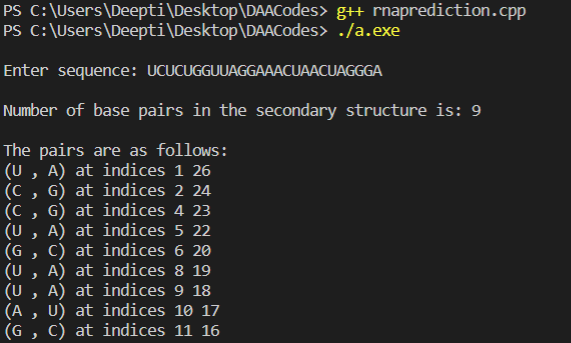 PS C:\Users\Deepti\Desktop\DAACodes> g++ rnaprediction.cpp
PS C:\Users\Deepti\Desktop\DAACodes> ./a.exe
Enter sequence: UCUCUGGUUAGGAAACUAACUAGGGA
Number of base pairs in the secondary structure is: 9
The pairs are as follows:
(U , A) at indices 1 26
(C , G) at indices 2 24
(C , G) at indices 4 23
(U , A) at indices 5 22
(G , C) at indices 6 20
(U , A) at indices 8 19
(U , A) at indices 9 18
(A , U) at indices 10 17
(G , C) at indices 11 16